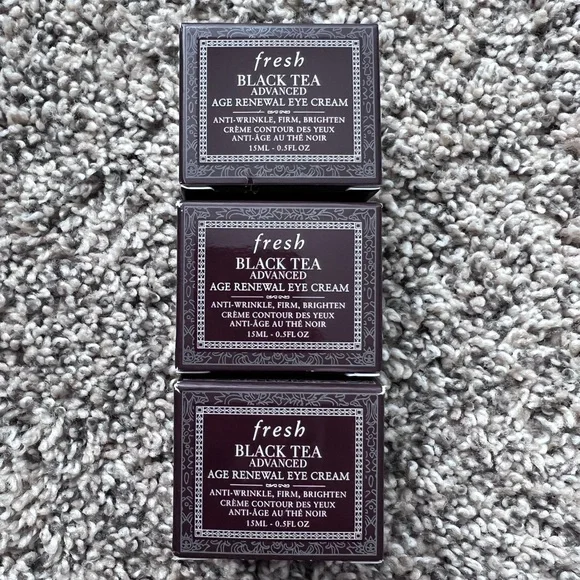 fresh
BLACK TEA
ADVANCED
AGE RENEWAL EYE CREAM
ANTI-WRINKLE, FIRM, BRIGHTEN
CRÈME CONTOUR DES YEUX
ANTI-ÂGE AU THÉ NOIR
15ML - 0.5FL OZ
fresh
BLACK TEA
ADVANCED
AGE RENEWAL EYE CREAM
ANTI-WRINKLE, FIRM, BRIGHTEN
CRÈME CONTOUR DES YEUX
ANTI-ÂGE AU THÉ NOIR
15ML - 0.5FL OZ
fresh
BLACK TEA
ADVANCED
AGE RENEWAL EYE CREAM
ANTI-WRINKLE, FIRM, BRIGHTEN
CRÈME CONTOUR DES YEUX
ANTI-ÂGE AU THÉ NOIR
15ML - 0.5FL OZ